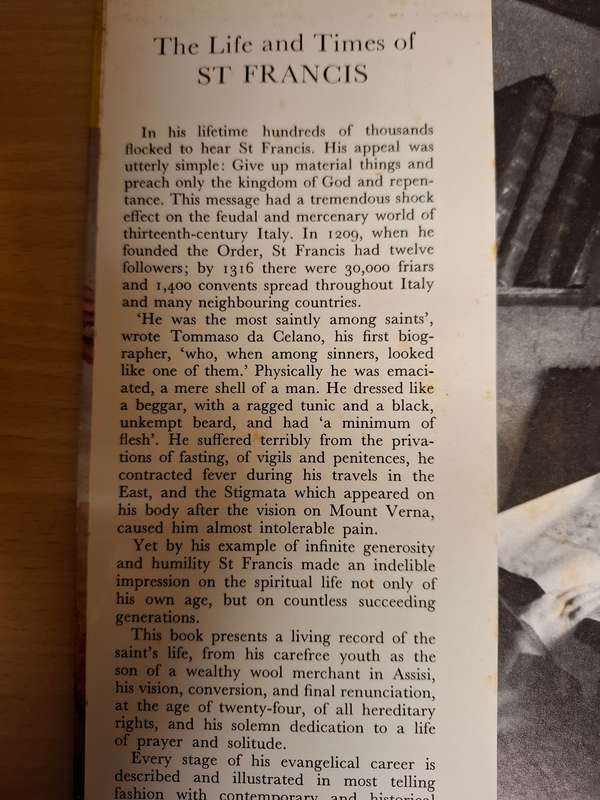 The Life and Times of
ST FRANCIS
In his lifetime hundreds of thousands
flocked to hear St Francis. His appeal was
utterly simple: Give up material things and
preach only the kingdom of God and repen-
tance. This message had a tremendous shock
effect on the feudal and mercenary world of
thirteenth-century Italy. In 1209, when he
founded the Order, St Francis had twelve
followers; by 1316 there were 30,000 friars
and 1,400 convents spread throughout Italy
and many neighbouring countries.
‘He was the most saintly among saints’,
wrote Tommaso da Celano, his first biog-
rapher, ‘who, when among sinners, looked
like one of them.’ Physically he was emaci-
ated, a mere shell of a man. He dressed like
a beggar, with a ragged tunic and a black,
unkempt beard, and had ‘a minimum of
flesh’. He suffered terribly from the priva-
tions of fasting, of vigils and penitences, he
contracted fever during his travels in the
East, and the Stigmata which appeared on
his body after the vision on Mount Verna,
caused him almost intolerable pain.
Yet by his example of infinite generosity
and humility St Francis made an indelible
impression on the spiritual life not only of
his own age, but on countless succeeding
generations.
This book presents a living record of the
saint’s life, from his carefree youth as the
son of a wealthy wool merchant in Assisi,
his vision, conversion, and final renunciation,
at the age of twenty-four, of all hereditary
rights, and his solemn dedication to a life
of prayer and solitude.
Every stage of his evangelical career is
described and illustrated in most telling
fashion with contemporary and historical